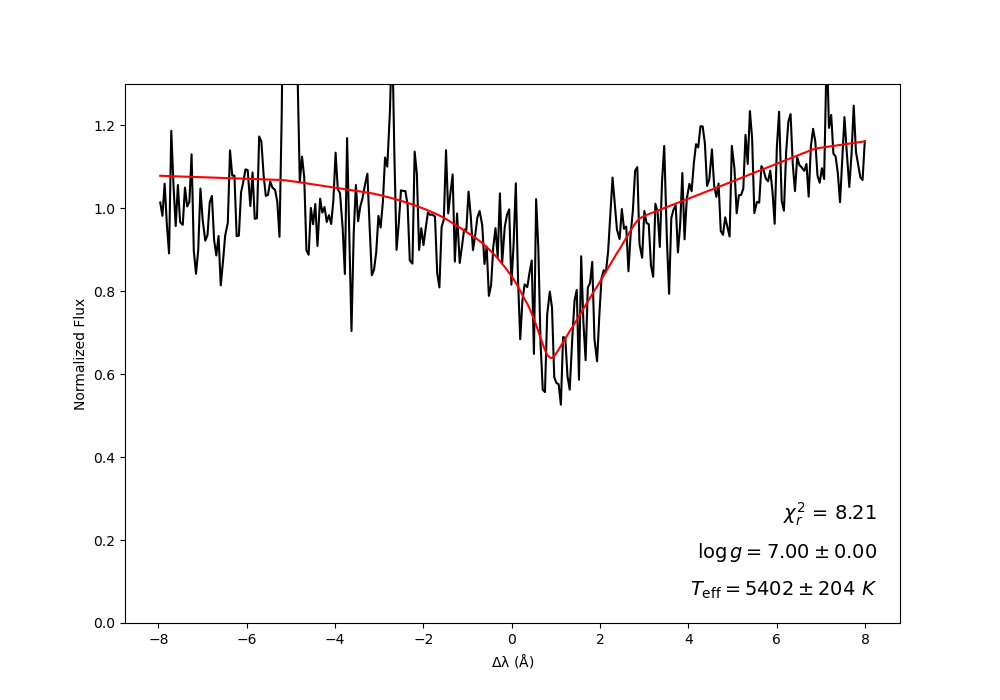 1.2
1.0
0.8
0.6
0.4
0.2
0.0
Normalized Flux
χ²ᵣ = 8.21
log g = 7.00 ± 0.00
T_eff = 5402 ± 204 K
−8 −6 −4 −2 0 2 4 6 8
Δλ (Å)